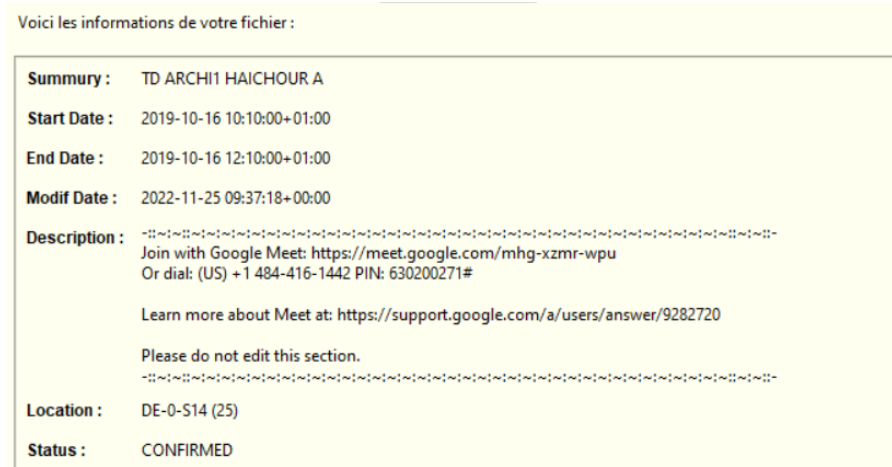 Voici les informations de votre fichier :
Summury : TD ARCHI1 HAICHOUR A
Start Date : 2019-10-16 10:10:00+01:00
End Date : 2019-10-16 12:10:00+01:00
Modif Date : 2022-11-25 09:37:18+00:00
Description : -::~:~::~:~:~:~:~:~:~:~:~:~:~:~:~:~:~:~:~:~:~:~:~:~:~:~:~:~:~:~:~:~:~:~:~:~:~:~::~:~::-
Join with Google Meet: https://meet.google.com/mhg-xzmr-wpu
Or dial: (US) +1 484-416-1442 PIN: 630200271#
Learn more about Meet at: https://support.google.com/a/users/answer/9282720
Please do not edit this section.
-::~:~::~:~:~:~:~:~:~:~:~:~:~:~:~:~:~:~:~:~:~:~:~:~:~:~:~:~:~:~:~:~:~:~:~:~:~:~::~:~::-
Location : DE-0-S14 (25)
Status : CONFIRMED